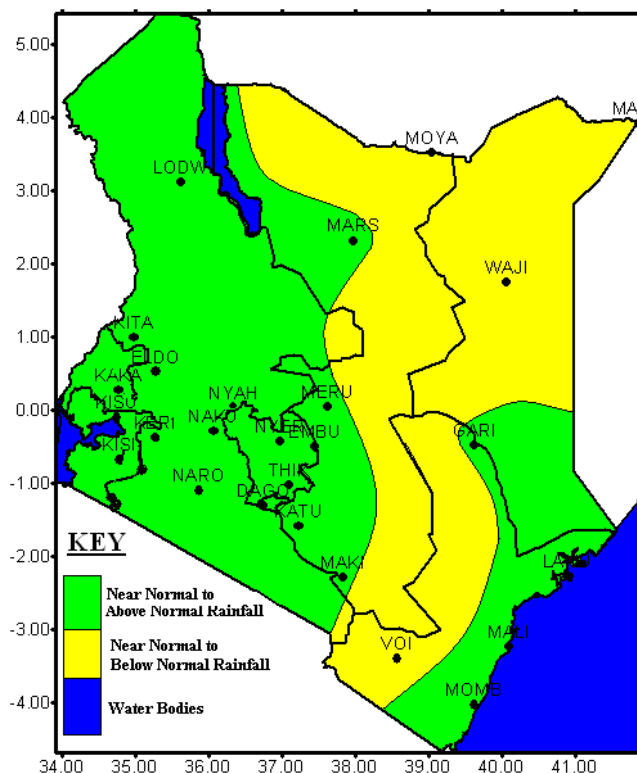 5.00
4.00
3.00
2.00
1.00
0.00
-1.00
-2.00
-3.00
-4.00
MA
MOYA
LODW
MARS
WAJI
KITA
ELDO
KAKA
NYAH
MERU
KISU
KERI
NAKU
NYER
EMBU
GARI
KISI
NARO
THIK
DAGO
KATU
MAKI
LAMU
VOI
MALI
MOMB
KEY
Near Normal to
Above Normal Rainfall
Near Normal to
Below Normal Rainfall
Water Bodies
34.00 35.00 36.00 37.00 38.00 39.00 40.00 41.00